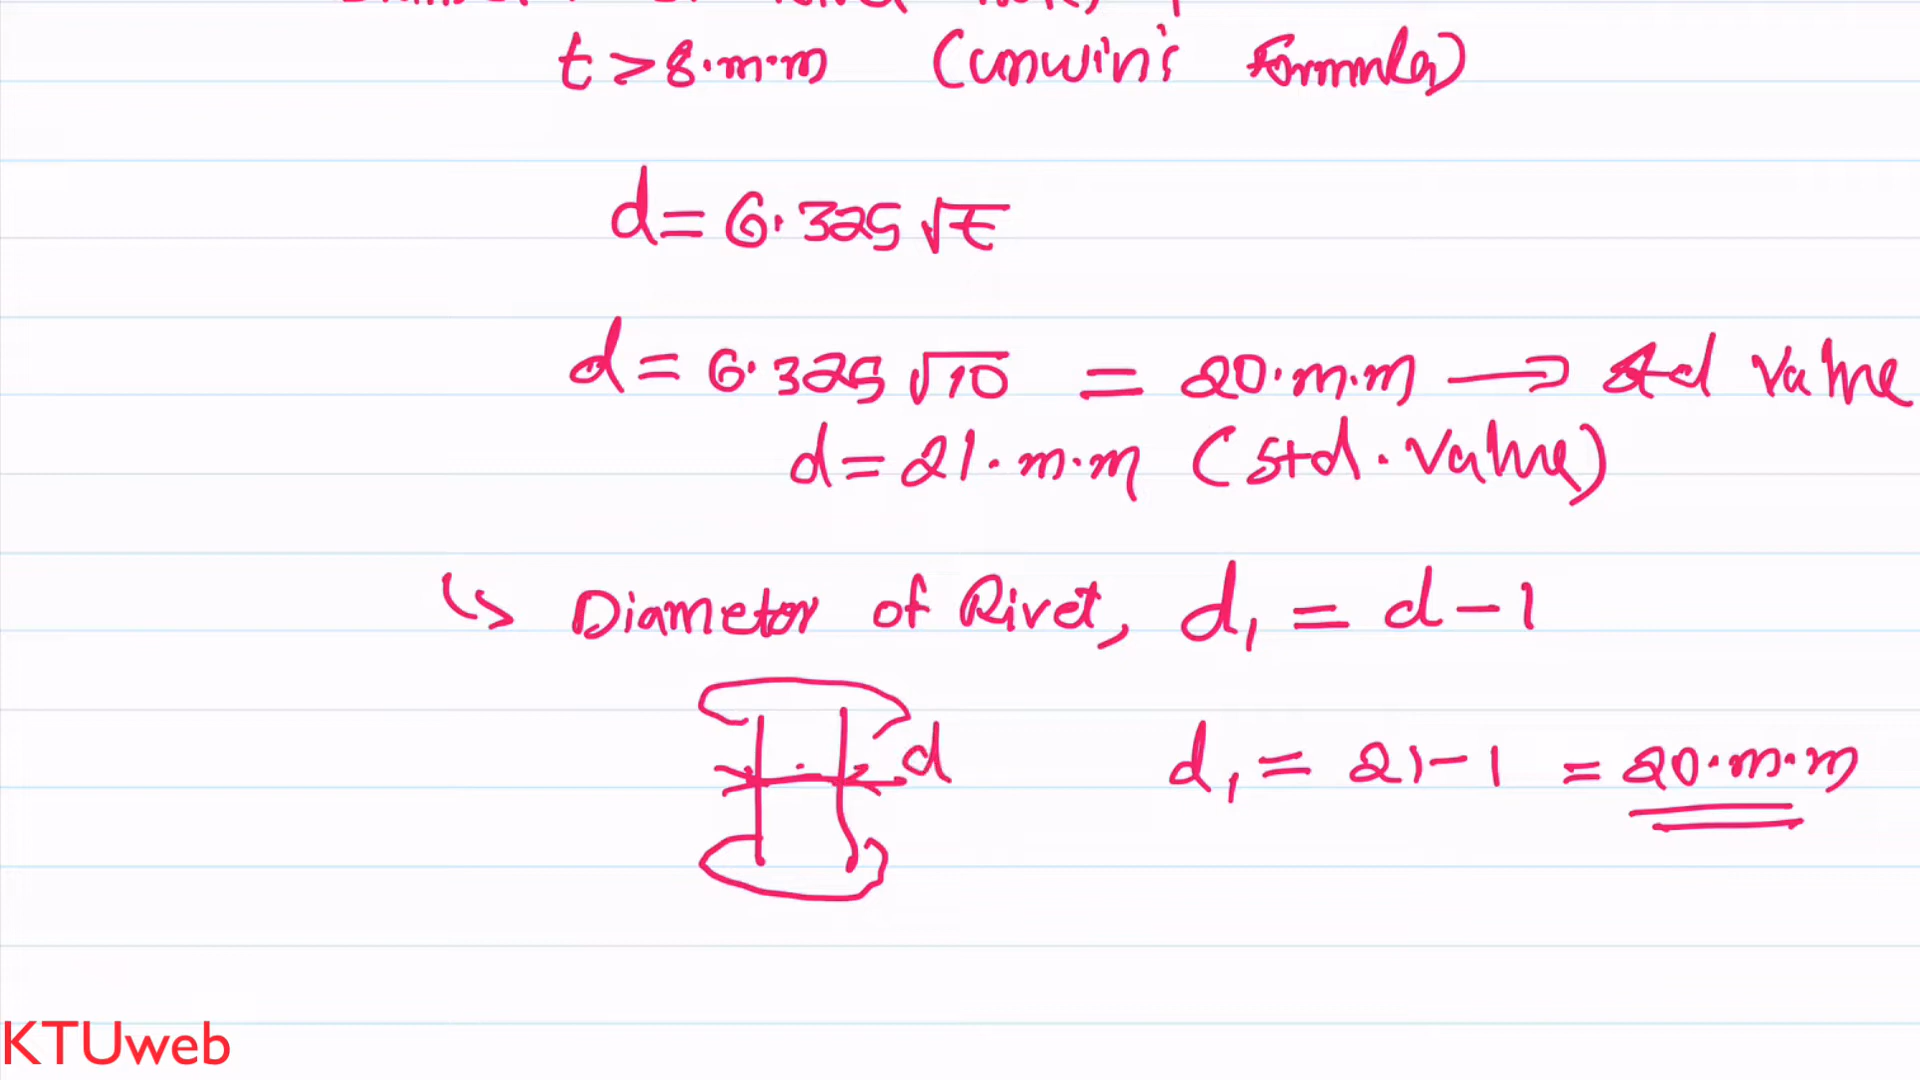 t > 8.m.m (unwin's formula)
d = 6.325 √t
d = 6.325 √10 = 20.m.m → std value
d = 21.m.m (std. value)
↳ Diameter of Rivet, d₁ = d - 1
d
d₁ = 21 - 1 = 20.m.m
KTUweb